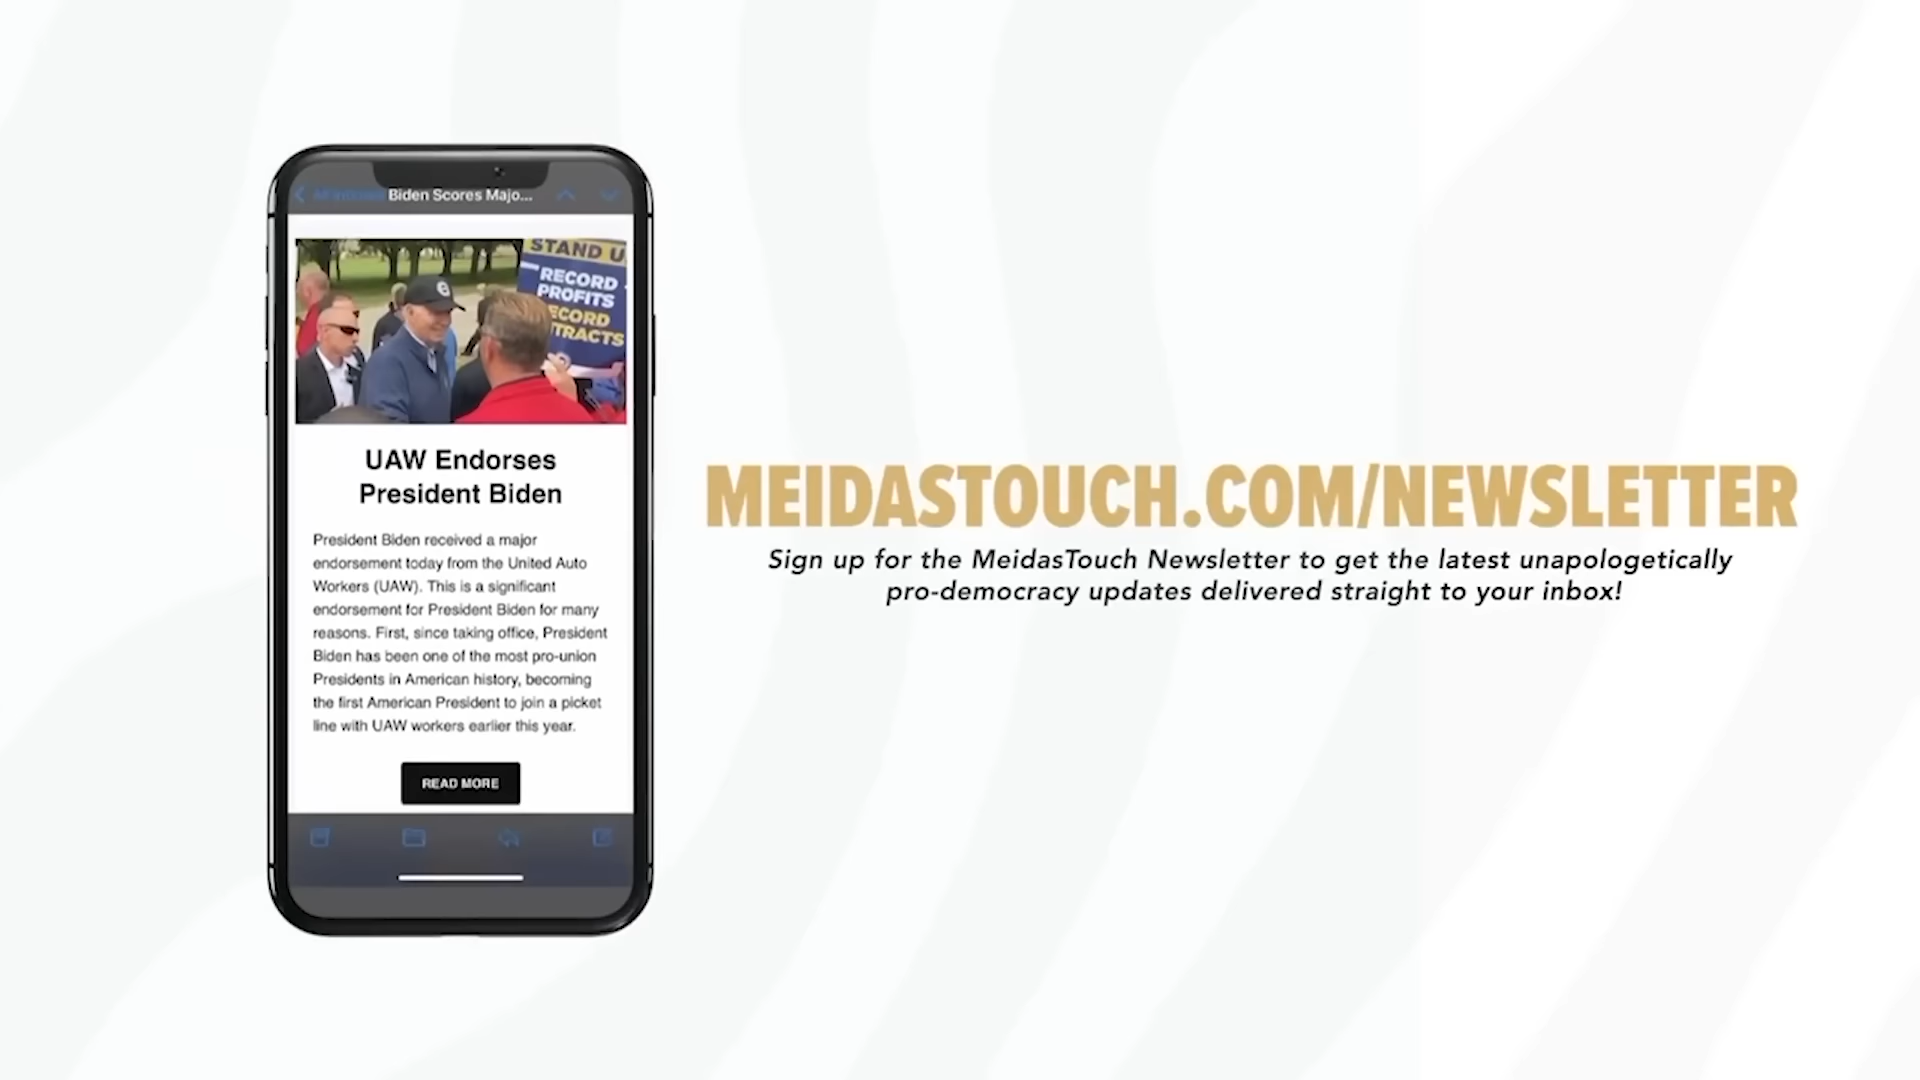 Biden Scores Majo...
STAND U
RECORD
PROFITS
ECORD
NTRACTS
UAW Endorses
President Biden
President Biden received a major
endorsement today from the United Auto
Workers (UAW). This is a significant
endorsement for President Biden for many
reasons. First, since taking office, President
Biden has been one of the most pro-union
Presidents in American history, becoming
the first American President to join a picket
line with UAW workers earlier this year.
READ MORE
MEIDASTOUCH.COM/NEWSLETTER
Sign up for the MeidasTouch Newsletter to get the latest unapologetically
pro-democracy updates delivered straight to your inbox!